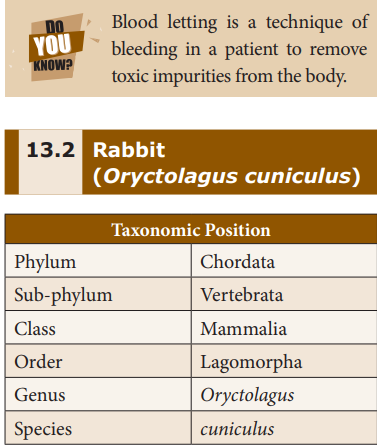 DO
YOU
KNOW?
Blood letting is a technique of
bleeding in a patient to remove
toxic impurities from the body.
13.2 Rabbit
(Oryctolagus cuniculus)
Taxonomic Position
Phylum Chordata
Sub-phylum Vertebrata
Class Mammalia
Order Lagomorpha
Genus Oryctolagus
Species cuniculus